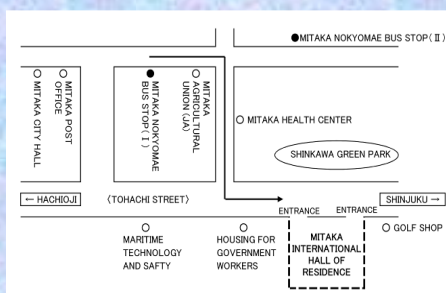 ●MITAKA NOKYOMAE BUS STOP(Ⅱ)
MITAKA CITY HALL
MITAKA POST
OFFICE
MITAKA NOKYOMAE
BUS STOP(Ⅰ)
MITAKA
AGRICULTURAL
UNION (JA)
MITAKA HEALTH CENTER
SHINKAWA GREEN PARK
← HACHIOJI
(TOHACHI STREET)
SHINJUKU →
ENTRANCE
ENTRANCE
MARITIME
TECHNOLOGY
AND SAFTY
HOUSING FOR
GOVERNMENT
WORKERS
MITAKA
INTERNATIONAL
HALL OF
RESIDENCE
GOLF SHOP